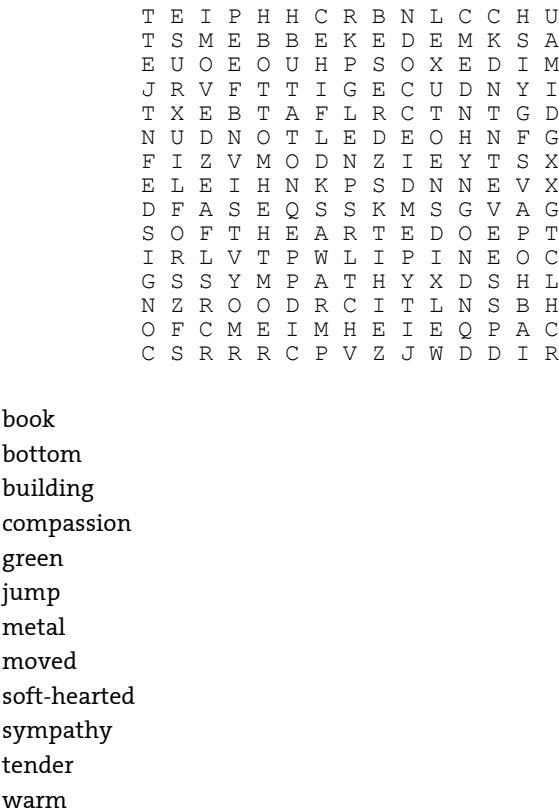 T E I P H H C R B N L C C H U
T S M E B B E K E D E M K S A
E U O E O U H P S O X E D I M
J R V F T T I G E C U D N Y I
T X E B T A F L R C T N T G D
N U D N O T L E D E O H N F G
F I Z V M O D N Z I E Y T S X
E L E I H N K P S D N N E V X
D F A S E Q S S K M S G V A G
S O F T H E A R T E D O E P T
I R L V T P W L I P I N E O C
G S S Y M P A T H Y X D S H L
N Z R O O D R C I T L N S B H
O F C M E I M H E I E Q P A C
C S R R R C P V Z J W D D I R
book
bottom
building
compassion
green
jump
metal
moved
soft-hearted
sympathy
tender
warm